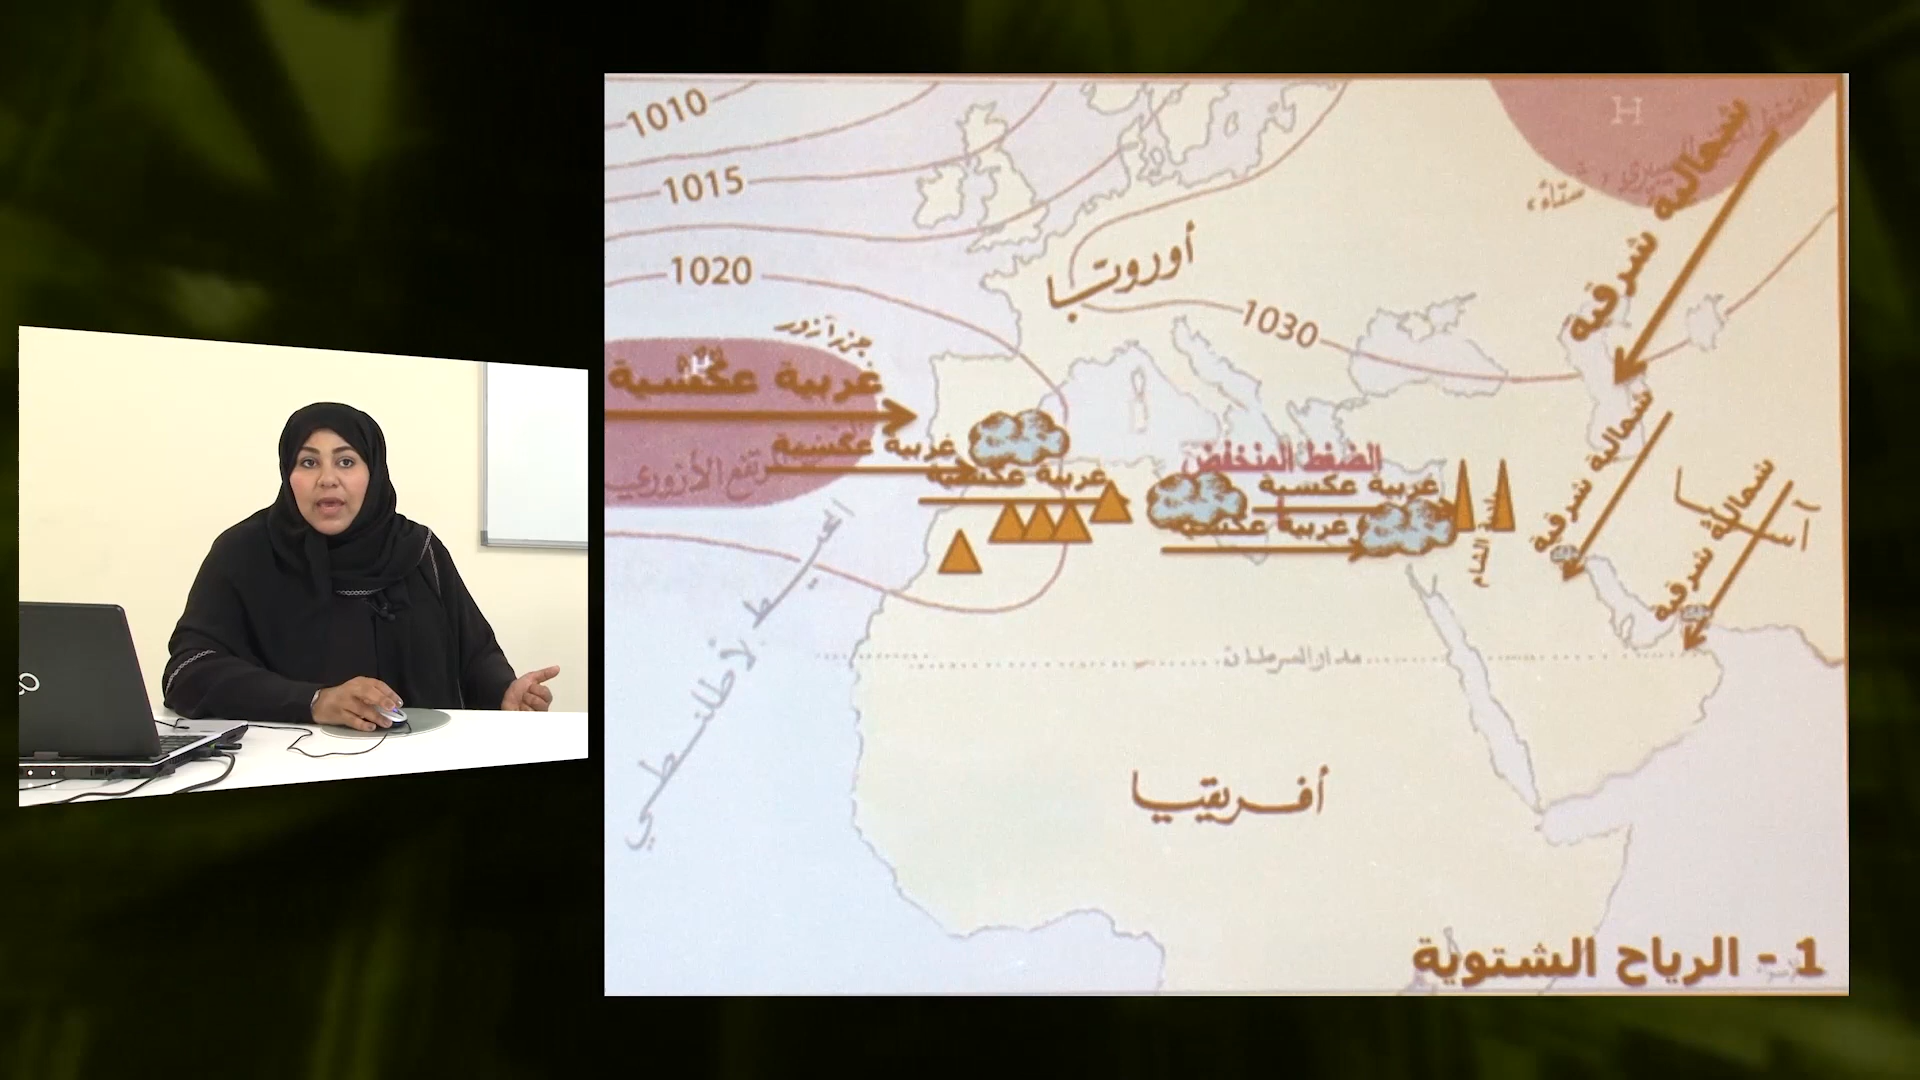 1010
1015
1020
1030
H
شمالية شرقية
شتاءً
أوروبا
جزر آزور
غربية عكسية
غربية عكسية
مرتفع الأزوري
غربية عكسية
الضغط المنخفض
غربية عكسية
غربية عكسية
شمالية شرقية
شمالية شرقية
آسيا
الشام
المحيط الأطلنطي
مدار السرطان
أفريقيا
1 - الرياح الشتوية